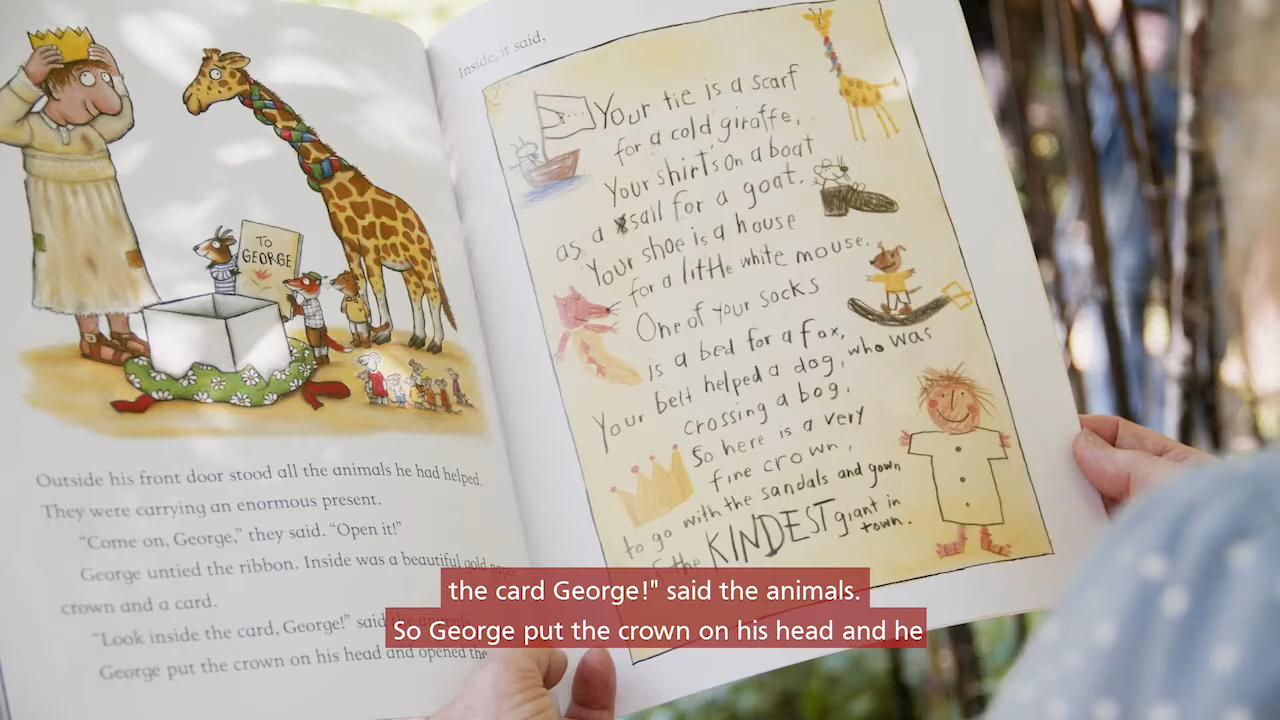 TO
GEORGE
Outside his front door stood all the animals he had helped.
They were carrying an enormous present.
"Come on, George," they said. "Open it!"
George untied the ribbon. Inside was a beautiful gold paper
crown and a card.
"Look inside the card, George!" said the animals.
George put the crown on his head and opened the
Inside, it said,
Your tie is a scarf
for a cold giraffe,
Your shirt's on a boat
as a sail for a goat.
Your shoe is a house
for a little white mouse.
One of your socks
is a bed for a fox,
Your belt helped a dog, who was
crossing a bog.
So here is a very
fine crown,
to go with the sandals and gown
of the KINDEST giant in
town.
the card George!" said the animals.
So George put the crown on his head and he